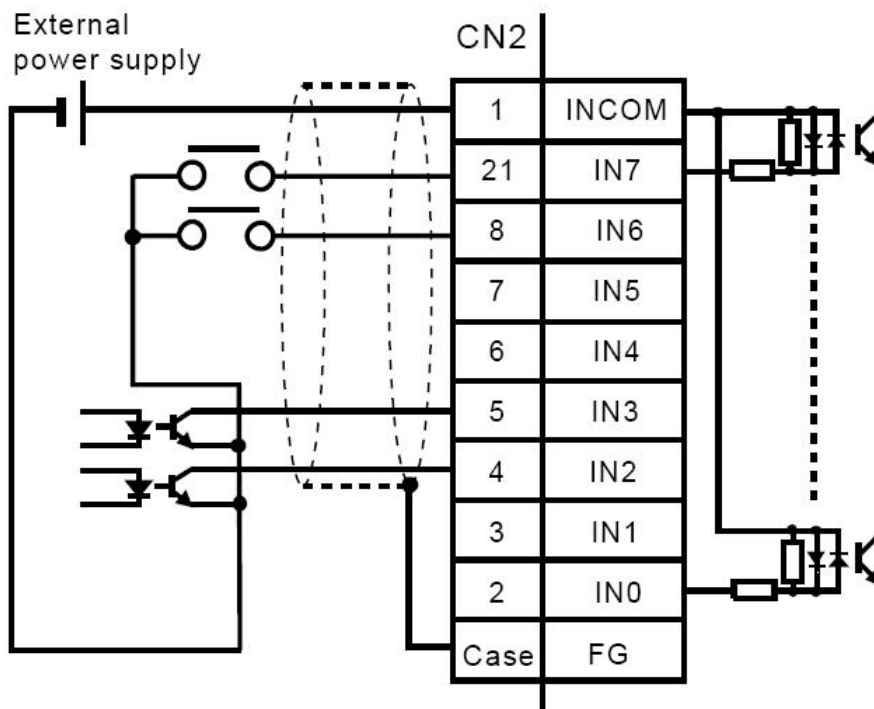 External
power supply
CN2
1 INCOM
21 IN7
8 IN6
7 IN5
6 IN4
5 IN3
4 IN2
3 IN1
2 IN0
Case FG